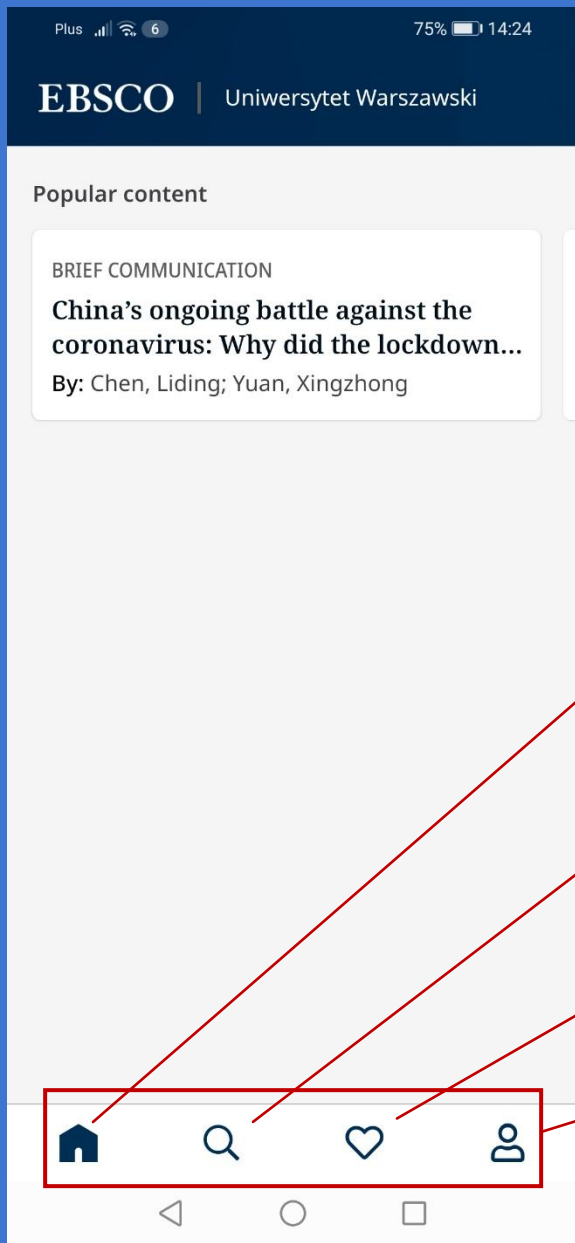 Plus 6 75% 14:24
EBSCO | Uniwersytet Warszawski
Popular content
BRIEF COMMUNICATION
China’s ongoing battle against the
coronavirus: Why did the lockdown...
By: Chen, Liding; Yuan, Xingzhong